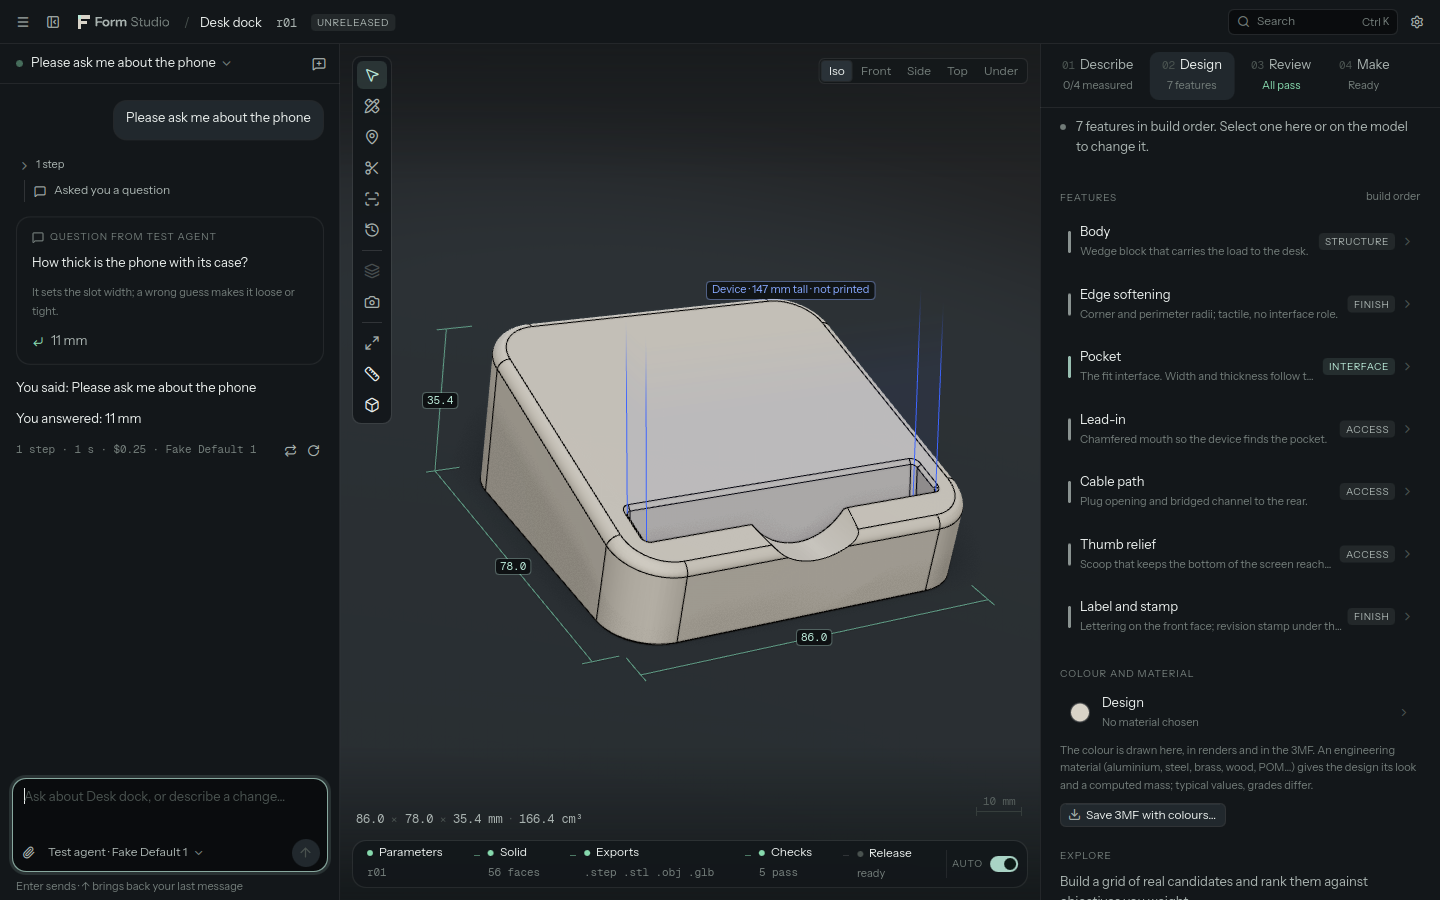 Form Studio / Desk dock r01 UNRELEASED
Search Ctrl K
Please ask me about the phone
Please ask me about the phone
1 step
Asked you a question
QUESTION FROM TEST AGENT
How thick is the phone with its case?
It sets the slot width; a wrong guess makes it loose or
tight.
11 mm
You said: Please ask me about the phone
You answered: 11 mm
1 step · 1 s · $0.25 · Fake Default 1
Ask about Desk dock, or describe a change...
Test agent · Fake Default 1
Enter sends · ↑ brings back your last message
Iso Front Side Top Under
Device · 147 mm tall · not printed
35.4
78.0
86.0
10 mm
86.0 × 78.0 × 35.4 mm · 166.4 cm³
Parameters
r01
Solid
56 faces
Exports
.step .stl .obj .glb
Checks
5 pass
Release
ready
AUTO
01 Describe
0/4 measured
02 Design
7 features
03 Review
All pass
04 Make
Ready
7 features in build order. Select one here or on the model
to change it.
FEATURES build order
Body
Wedge block that carries the load to the desk.
STRUCTURE
Edge softening
Corner and perimeter radii; tactile, no interface role.
FINISH
Pocket
The fit interface. Width and thickness follow t...
INTERFACE
Lead-in
Chamfered mouth so the device finds the pocket.
ACCESS
Cable path
Plug opening and bridged channel to the rear.
ACCESS
Thumb relief
Scoop that keeps the bottom of the screen reach...
ACCESS
Label and stamp
Lettering on the front face; revision stamp under th...
FINISH
COLOUR AND MATERIAL
Design
No material chosen
The colour is drawn here, in renders and in the 3MF. An engineering
material (aluminium, steel, brass, wood, POM...) gives the design its look
and a computed mass; typical values, grades differ.
Save 3MF with colours...
EXPLORE
Build a grid of real candidates and rank them against
objectives you weight.